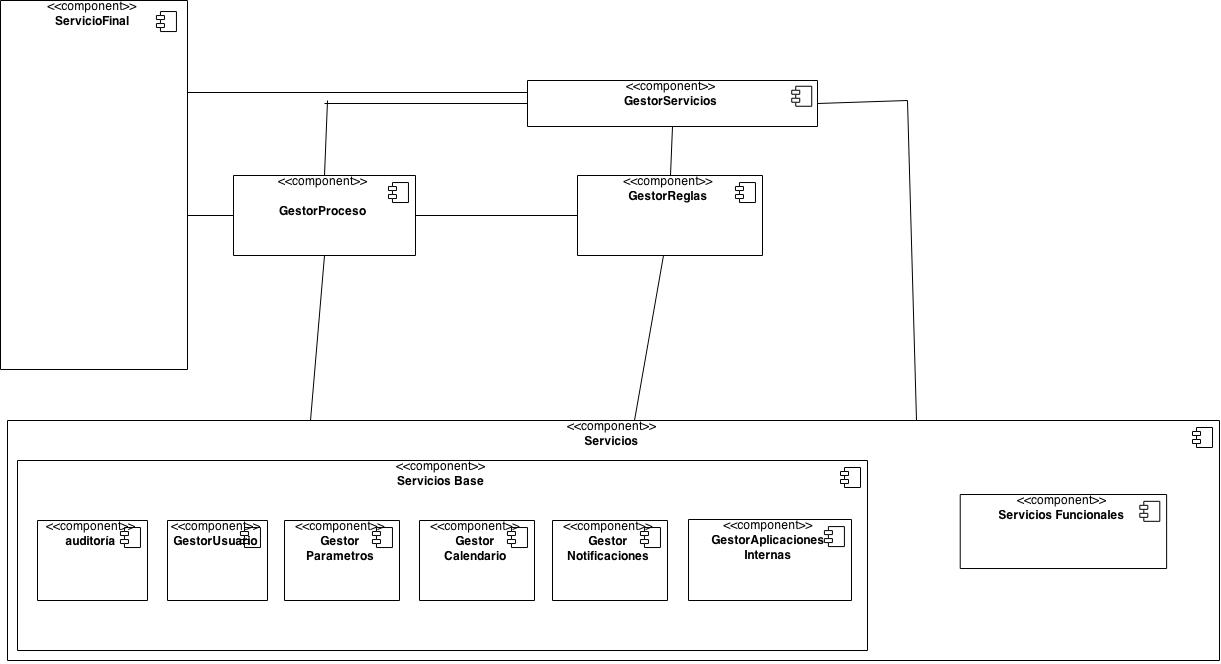 <<component>>
ServicioFinal
<<component>>
GestorServicios
<<component>>
GestorProceso
<<component>>
GestorReglas
<<component>>
Servicios
<<component>>
Servicios Base
<<component>>
auditoria
<<component>>
GestorUsuario
<<component>>
Gestor
Parametros
<<component>>
Gestor
Calendario
<<component>>
Gestor
Notificaciones
<<component>>
GestorAplicaciones
Internas
<<component>>
Servicios Funcionales